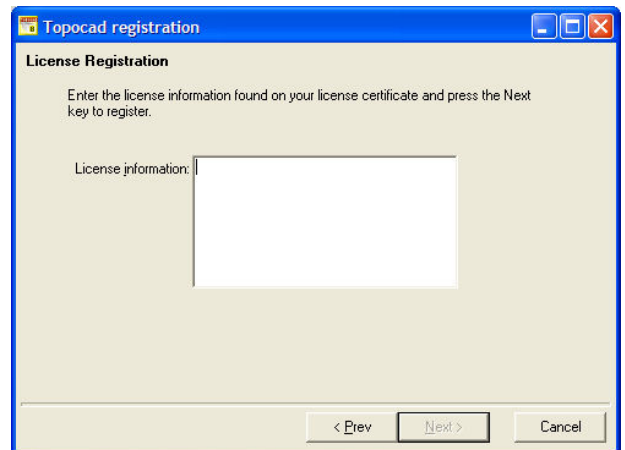 Topocad registration
License Registration
Enter the license information found on your license certificate and press the Next
key to register.
License information:
< Prev
Next >
Cancel